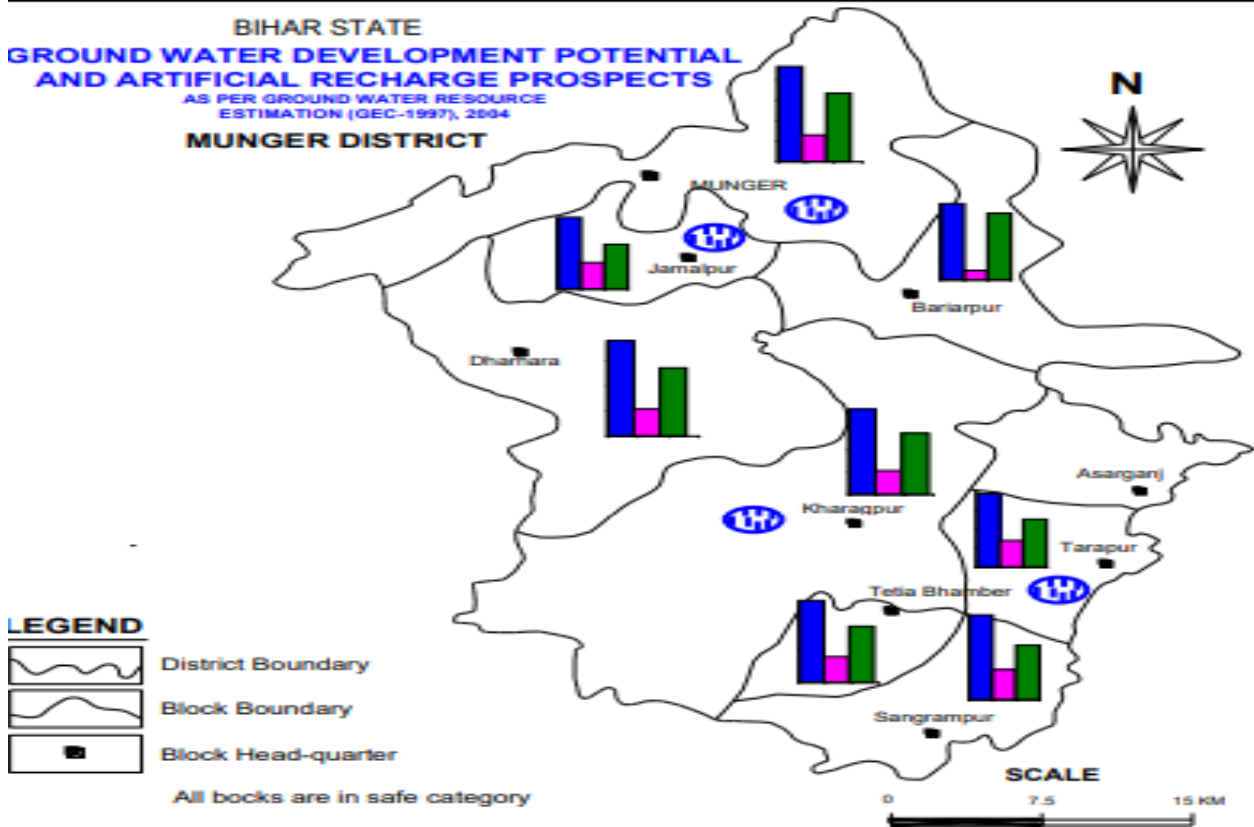 BIHAR STATE
GROUND WATER DEVELOPMENT POTENTIAL
AND ARTIFICIAL RECHARGE PROSPECTS
AS PER GROUND WATER RESOURCE
ESTIMATION (GEC-1997), 2004
MUNGER DISTRICT
N
MUNGER
Jamalpur
Bariarpur
Dharhara
Asarganj
Kharagpur
Tarapur
Tetia Bhamber
Sangrampur
LEGEND
District Boundary
Block Boundary
Block Head-quarter
All bocks are in safe category
SCALE
0 7.5 15 KM